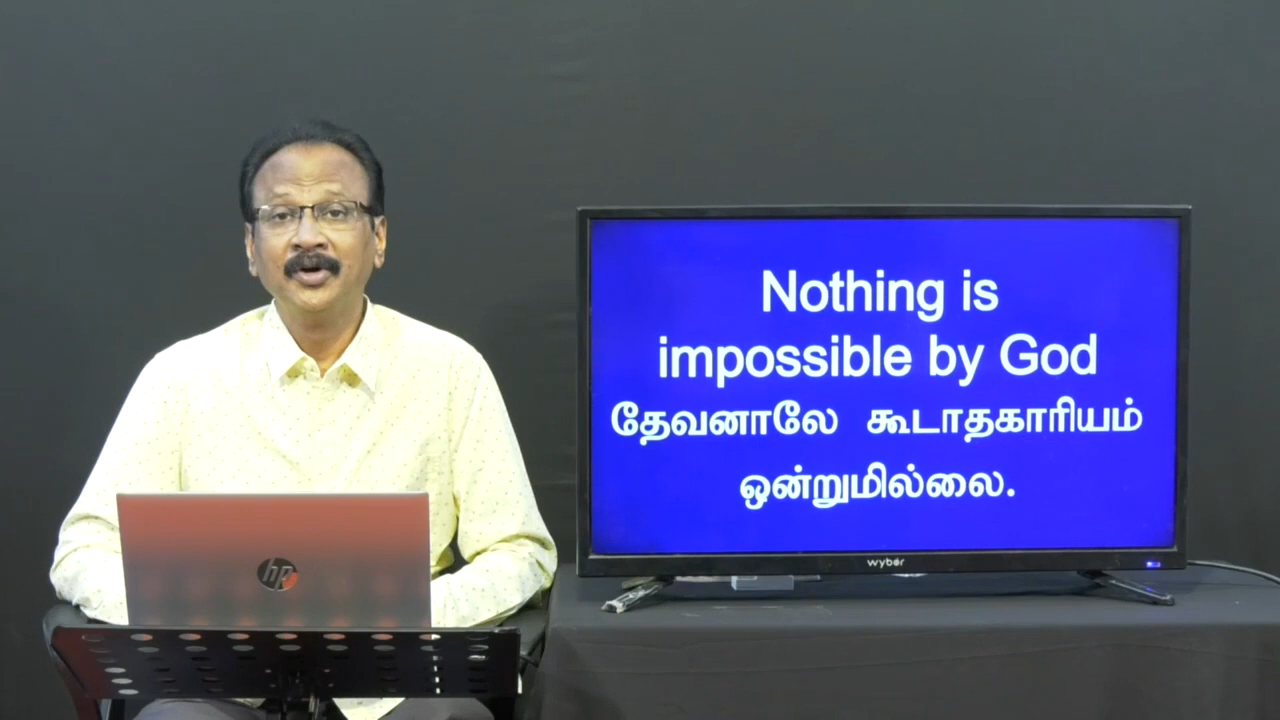 Nothing is
impossible by God
தேவனாலே கூடாதகாரியம்
ஒன்றுமில்லை.
wybor
hp